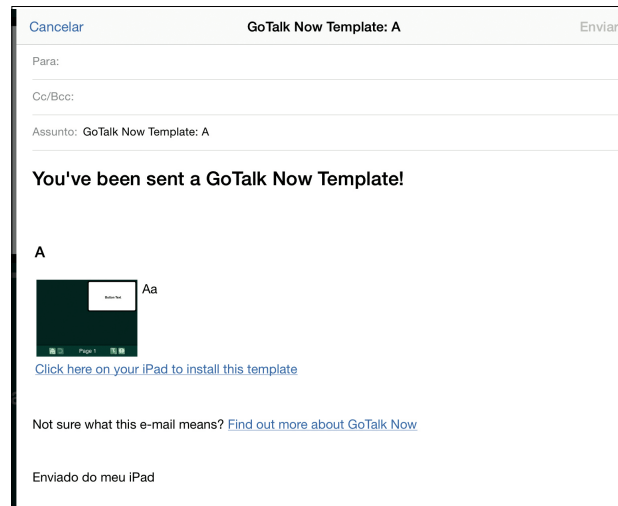 Cancelar GoTalk Now Template: A Enviar
Para:
Cc/Bcc:
Assunto: GoTalk Now Template: A
You've been sent a GoTalk Now Template!
A
Aa
Button Text
Page 1
Click here on your iPad to install this template
Not sure what this e-mail means? Find out more about GoTalk Now
Enviado do meu iPad